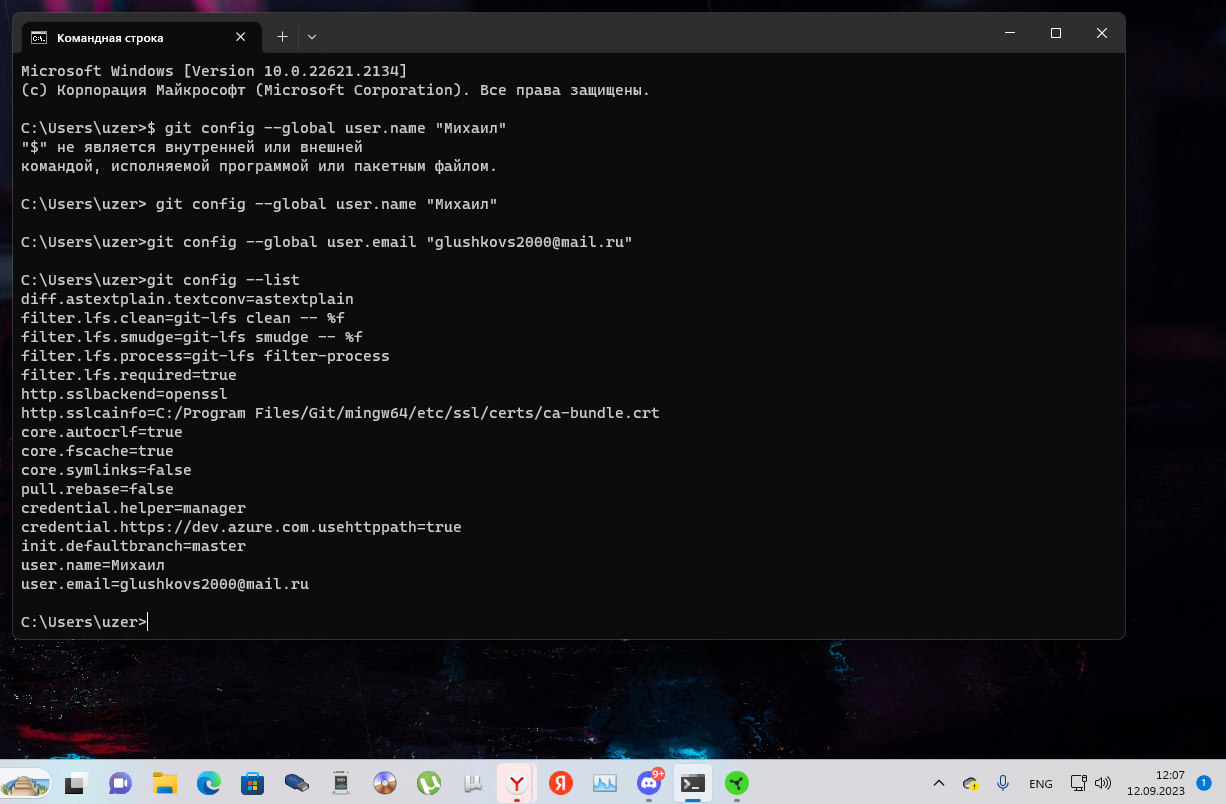 Командная строка
Microsoft Windows [Version 10.0.22621.2134]
(c) Корпорация Майкрософт (Microsoft Corporation). Все права защищены.
C:\Users\uzer>$ git config --global user.name "Михаил"
"$" не является внутренней или внешней
командой, исполняемой программой или пакетным файлом.
C:\Users\uzer> git config --global user.name "Михаил"
C:\Users\uzer>git config --global user.email "glushkovs2000@mail.ru"
C:\Users\uzer>git config --list
diff.astextplain.textconv=astextplain
filter.lfs.clean=git-lfs clean -- %f
filter.lfs.smudge=git-lfs smudge -- %f
filter.lfs.process=git-lfs filter-process
filter.lfs.required=true
http.sslbackend=openssl
http.sslcainfo=C:/Program Files/Git/mingw64/etc/ssl/certs/ca-bundle.crt
core.autocrlf=true
core.fscache=true
core.symlinks=false
pull.rebase=false
credential.helper=manager
credential.https://dev.azure.com.usehttppath=true
init.defaultbranch=master
user.name=Михаил
user.email=glushkovs2000@mail.ru
C:\Users\uzer>
9+
ENG
12:07
12.09.2023
1